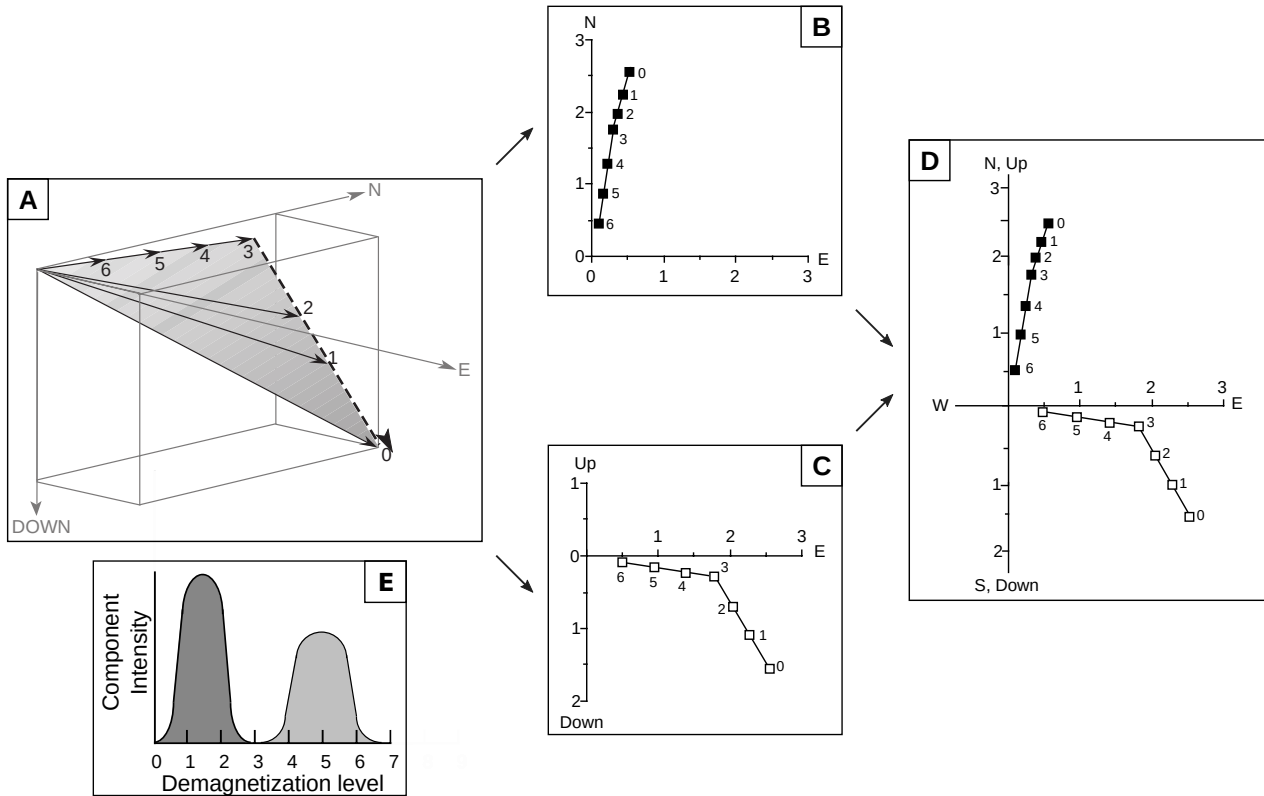 A
N
6 5 4 3
2
1
E
0
DOWN
B
N
3
0
1
2
2
3
4
1
5
6
0
0 1 2 3 E
C
Up
1
1 2 3
0 E
3
6 5 4
2
1 1
0
2
Down
D
N, Up
3
0
1
2 2
3
4
1
5
6
1 2 3
W E
6 5 4 3
2
1 1
0
2
S, Down
E
Component
Intensity
0 1 2 3 4 5 6 7
Demagnetization level